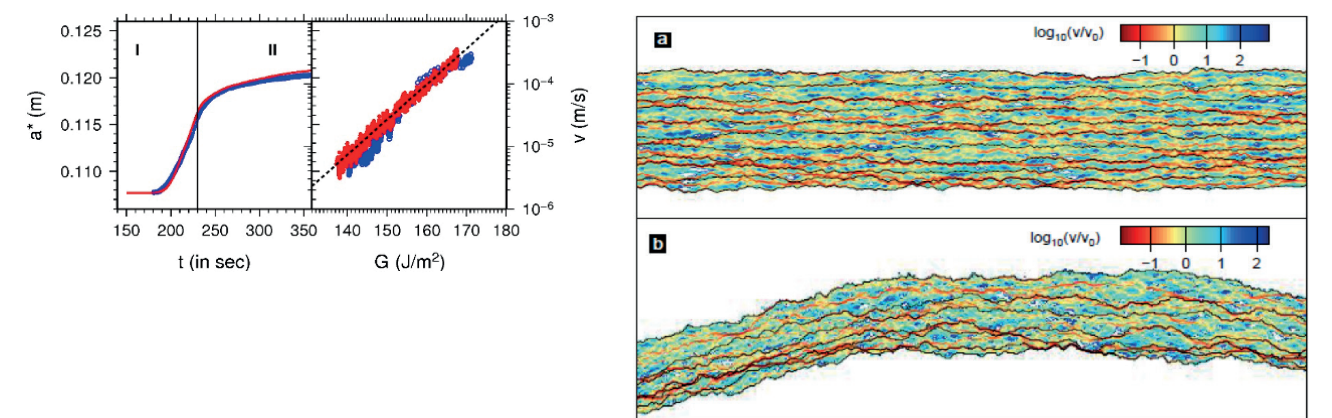 0.125
0.120
0.115
0.110
a* (m)
I
II
150 200 250 300 350
t (in sec)
140 150 160 170 180
G (J/m²)
10⁻³
10⁻⁴
10⁻⁵
10⁻⁶
v (m/s)
a
log₁₀(v/v₀)
−1 0 1 2
b
log₁₀(v/v₀)
−1 0 1 2